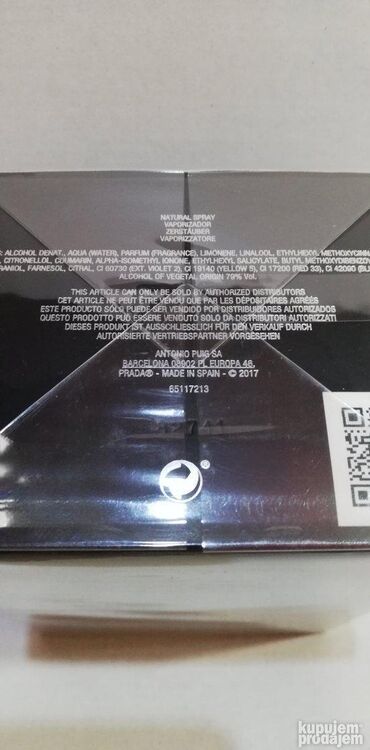 NATURAL SPRAY
VAPORIZADOR
ZERSTÄUBER
VAPORIZZATORE
: ALCOHOL DENAT., AQUA (WATER), PARFUM (FRAGRANCE), LIMONENE, LINALOOL, ETHYLHEXYL METHOXYCINN
, CITRONELLOL, COUMARIN, ALPHA-ISOMETHYL IONONE, ETHYLHEXYL SALICYLATE, BUTYL METHOXYDIBENZOY
RANIOL, FARNESOL, CITRAL, CI 60730 (EXT. VIOLET 2), CI 19140 (YELLOW 5), CI 17200 (RED 33), CI 42090 (BL
ALCOHOL OF VEGETAL ORIGIN 79% Vol.
THIS ARTICLE CAN ONLY BE SOLD BY AUTHORIZED DISTRIBUTORS
CET ARTICLE NE PEUT ÊTRE VENDU QUE PAR LES DÉPOSITAIRES AGRÉÉS
ESTE PRODUCTO SÓLO PUEDE SER VENDIDO POR DISTRIBUIDORES AUTORIZADOS
QUESTO PRODOTTO PUÒ ESSERE VENDUTO SOLO DA DISTRIBUTORI AUTORIZZATI
DIESES PRODUKT IST AUSSCHLIESSLICH FÜR DEN VERKAUF DURCH
AUTORISIERTE VERTRIEBSPARTNER VORGESEHEN
ANTONIO PUIG SA
BARCELONA 08902 PL EUROPA 46.
PRADA® - MADE IN SPAIN - © 2017
65117213
®
kupujem
prodajem